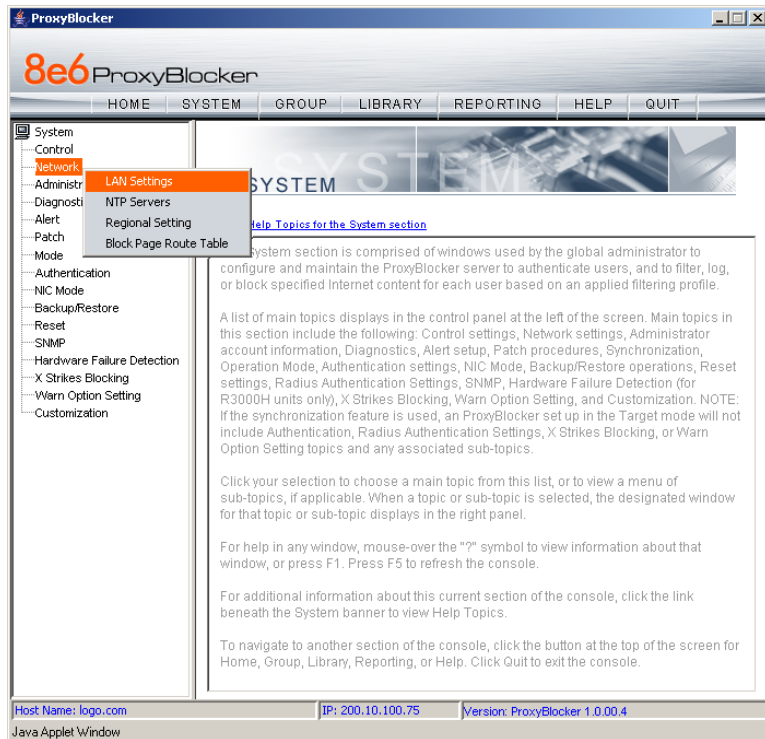 ProxyBlocker
8e6 ProxyBlocker
HOME SYSTEM GROUP LIBRARY REPORTING HELP QUIT
System
Control
Network
Administr
Diagnosti
Alert
Patch
Mode
Authentication
NIC Mode
Backup/Restore
Reset
SNMP
Hardware Failure Detection
X Strikes Blocking
Warn Option Setting
Customization
LAN Settings
NTP Servers
Regional Setting
Block Page Route Table
SYSTEM
SYSTEM
Help Topics for the System section
System section is comprised of windows used by the global administrator to
configure and maintain the ProxyBlocker server to authenticate users, and to filter, log,
or block specified Internet content for each user based on an applied filtering profile.
A list of main topics displays in the control panel at the left of the screen. Main topics in
this section include the following: Control settings, Network settings, Administrator
account information, Diagnostics, Alert setup, Patch procedures, Synchronization,
Operation Mode, Authentication settings, NIC Mode, Backup/Restore operations, Reset
settings, Radius Authentication Settings, SNMP, Hardware Failure Detection (for
R3000H units only), X Strikes Blocking, Warn Option Setting, and Customization. NOTE:
If the synchronization feature is used, an ProxyBlocker set up in the Target mode will not
include Authentication, Radius Authentication Settings, X Strikes Blocking, or Warn
Option Setting topics and any associated sub-topics.
Click your selection to choose a main topic from this list, or to view a menu of
sub-topics, if applicable. When a topic or sub-topic is selected, the designated window
for that topic or sub-topic displays in the right panel.
For help in any window, mouse-over the "?" symbol to view information about that
window, or press F1. Press F5 to refresh the console.
For additional information about this current section of the console, click the link
beneath the System banner to view Help Topics.
To navigate to another section of the console, click the button at the top of the screen for
Home, Group, Library, Reporting, or Help. Click Quit to exit the console.
Host Name: logo.com IP: 200.10.100.75 Version: ProxyBlocker 1.0.00.4
Java Applet Window